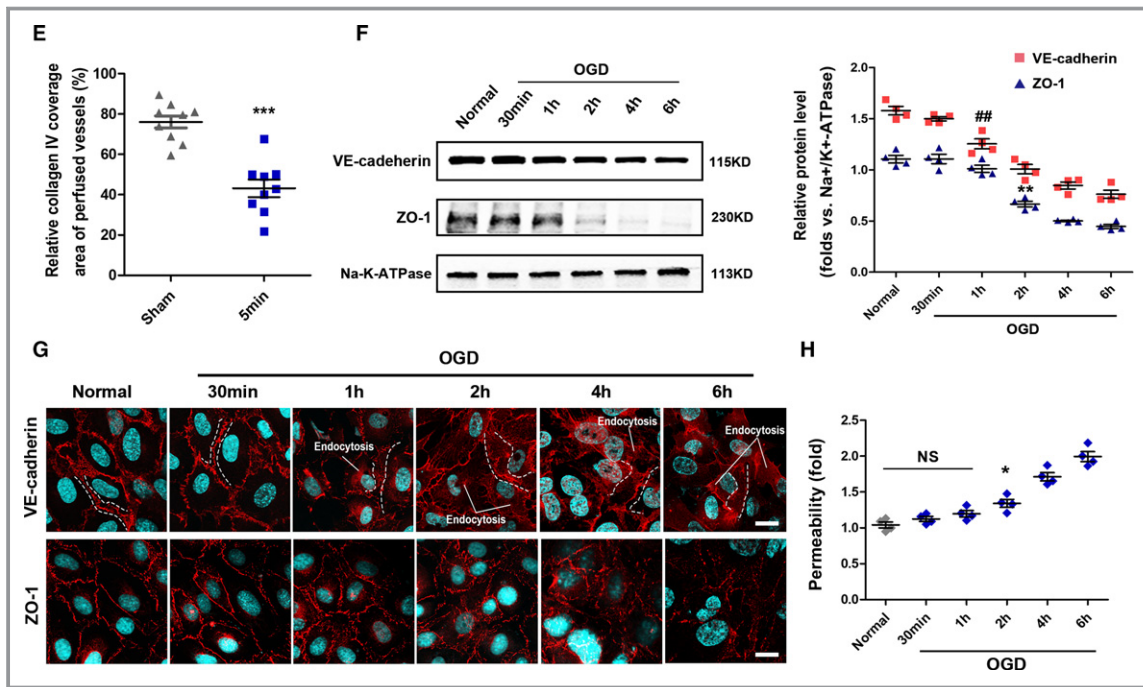 E
Relative collagen IV coverage
area of perfused vessels (%)
100
80
60
40
20
0
***
Sham
5min
F
OGD
Normal
30min
1h
2h
4h
6h
VE-cadeherin
115KD
ZO-1
230KD
Na-K-ATPase
113KD
VE-cadherin
ZO-1
Relative protein level
(folds vs. Na+/K+-ATPase)
2.0
1.5
1.0
0.5
0.0
##
**
Normal
30min
1h
2h
4h
6h
OGD
G
OGD
Normal
30min
1h
2h
4h
6h
VE-cadherin
Endocytosis
Endocytosis
Endocytosis
Endocytosis
ZO-1
H
Permeability (fold)
2.5
2.0
1.5
1.0
0.5
0.0
NS
*
Normal
30min
1h
2h
4h
6h
OGD